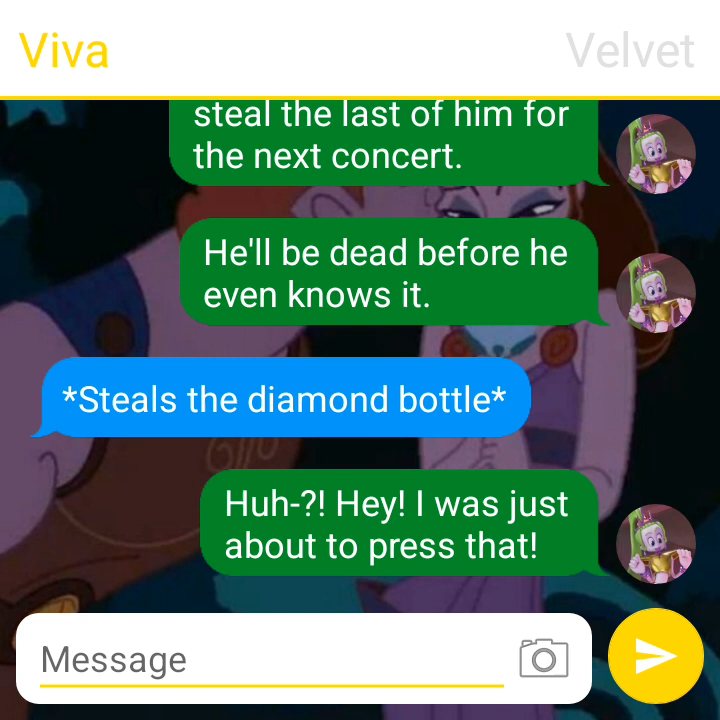 Viva
Velvet
steal the last of him for
the next concert.
He'll be dead before he
even knows it.
*Steals the diamond bottle*
Huh-?! Hey! I was just
about to press that!
Message